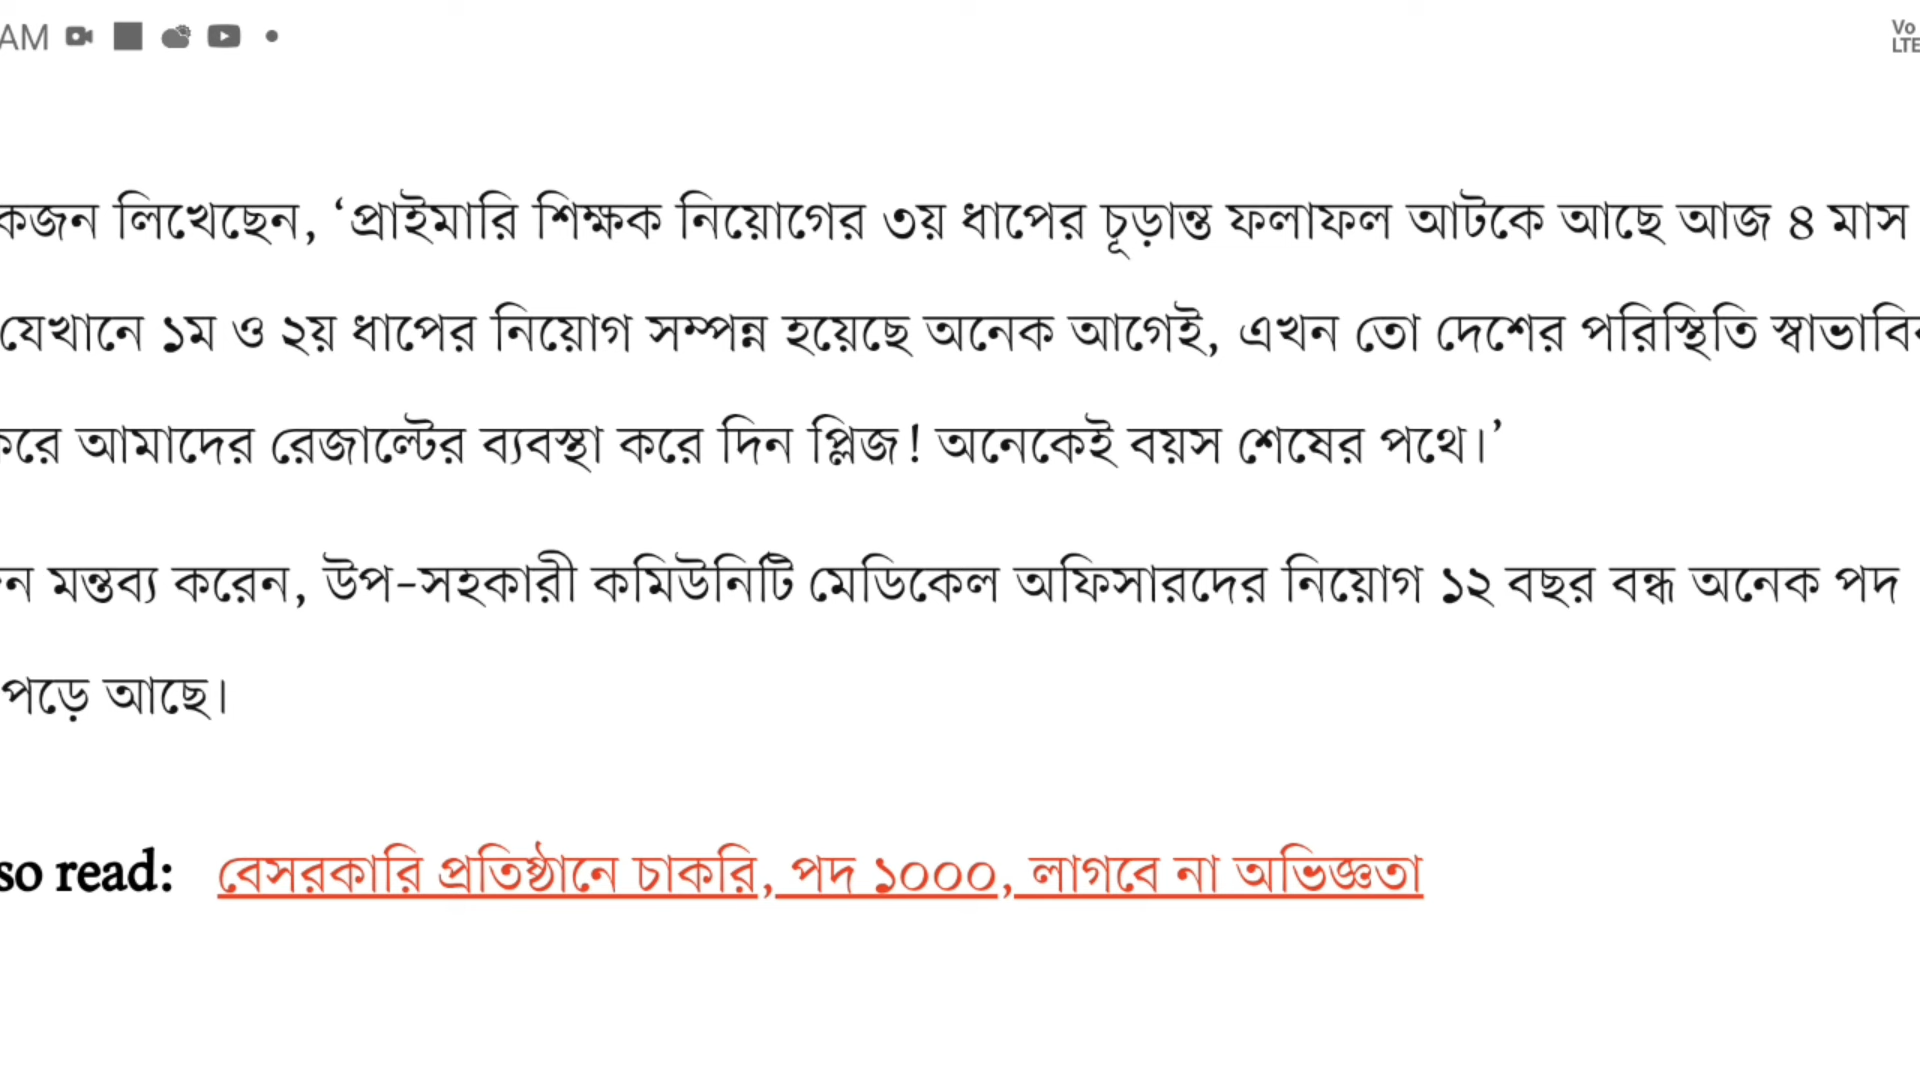 AM
Vo
LTE
কজন লিখেছেন, ‘প্রাইমারি শিক্ষক নিয়োগের ৩য় ধাপের চূড়ান্ত ফলাফল আটকে আছে আজ ৪ মাস
যেখানে ১ম ও ২য় ধাপের নিয়োগ সম্পন্ন হয়েছে অনেক আগেই, এখন তো দেশের পরিস্থিতি স্বাভাবিক
করে আমাদের রেজাল্টের ব্যবস্থা করে দিন প্লিজ! অনেকেই বয়স শেষের পথে।’
ন মন্তব্য করেন, উপ-সহকারী কমিউনিটি মেডিকেল অফিসারদের নিয়োগ ১২ বছর বন্ধ অনেক পদ
পড়ে আছে।
so read: বেসরকারি প্রতিষ্ঠানে চাকরি, পদ ১০০০, লাগবে না অভিজ্ঞতা